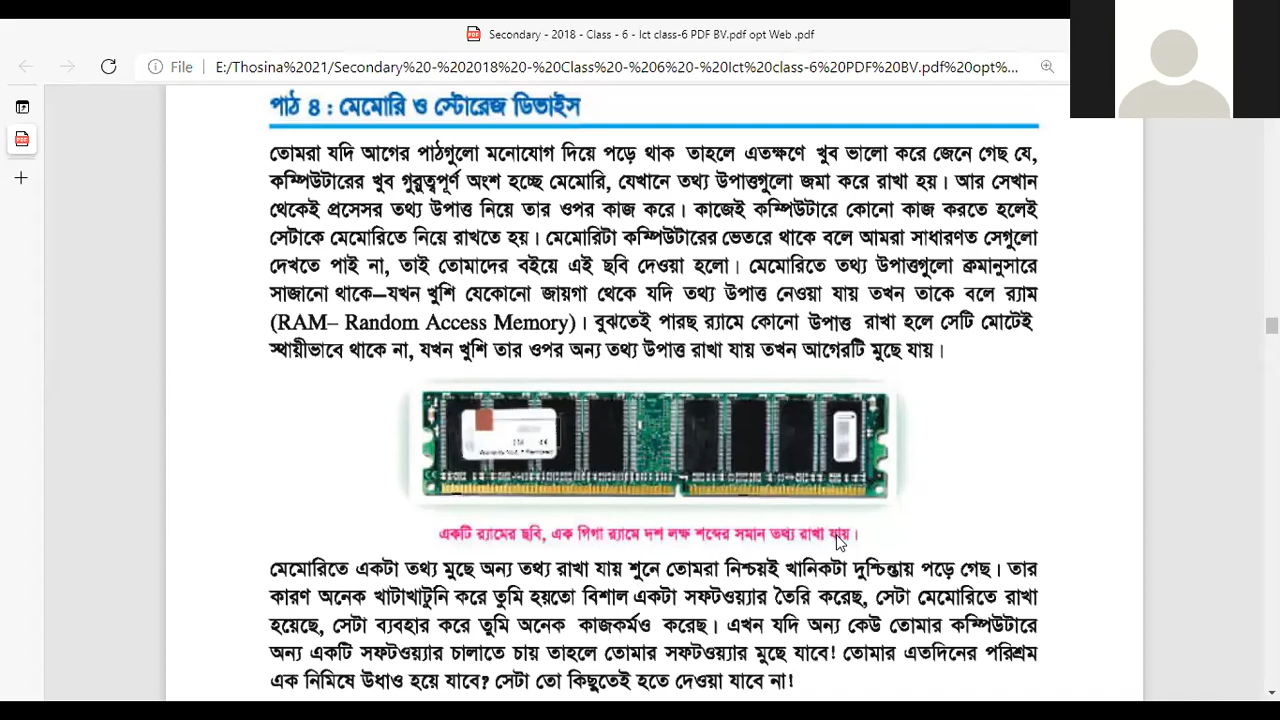 Secondary - 2018 - Class - 6 - Ict class-6 PDF BV.pdf opt Web .pdf
File E:/Thosina%2021/Secondary%20-%202018%20-%20Class%20-%206%20-%20Ict%20class-6%20PDF%20BV.pdf%20opt%...
পাঠ 8 : মেমোরি ও স্টোরেজ ডিভাইস
তোমরা যদি আগের পাঠগুলো মনোযোগ দিয়ে পড়ে থাক তাহলে এতক্ষণে খুব ভালো করে জেনে গেছ যে,
কম্পিউটারের খুব গুরুত্বপূর্ণ অংশ হচ্ছে মেমোরি, যেখানে তথ্য উপাত্তগুলো জমা করে রাখা হয়। আর সেখান
থেকেই প্রসেসর তথ্য উপাত্ত নিয়ে তার ওপর কাজ করে। কাজেই কম্পিউটারে কোনো কাজ করতে হলেই
সেটাকে মেমোরিতে নিয়ে রাখতে হয়। মেমোরিটা কম্পিউটারের ভেতরে থাকে বলে আমরা সাধারণত সেগুলো
দেখতে পাই না, তাই তোমাদের বইয়ে এই ছবি দেওয়া হলো। মেমোরিতে তথ্য উপাত্তগুলো ক্রমানুসারে
সাজানো থাকে—যখন খুশি যেকোনো জায়গা থেকে যদি তথ্য উপাত্ত নেওয়া যায় তখন তাকে বলে র‍্যাম
(RAM– Random Access Memory)। বুঝতেই পারছ র‍্যামে কোনো উপাত্ত রাখা হলে সেটি মোটেই
স্থায়ীভাবে থাকে না, যখন খুশি তার ওপর অন্য তথ্য উপাত্ত রাখা যায় তখন আগেরটি মুছে যায়।
একটি র‍্যামের ছবি, এক গিগা র‍্যামে দশ লক্ষ শব্দের সমান তথ্য রাখা যায়।
মেমোরিতে একটা তথ্য মুছে অন্য তথ্য রাখা যায় শুনে তোমরা নিশ্চয়ই খানিকটা দুশ্চিন্তায় পড়ে গেছ। তার
কারণ অনেক খাটাখাটুনি করে তুমি হয়তো বিশাল একটা সফটওয়্যার তৈরি করেছ, সেটা মেমোরিতে রাখা
হয়েছে, সেটা ব্যবহার করে তুমি অনেক কাজকর্মও করেছ। এখন যদি অন্য কেউ তোমার কম্পিউটারে
অন্য একটি সফটওয়্যার চালাতে চায় তাহলে তোমার সফটওয়্যার মুছে যাবে! তোমার এতদিনের পরিশ্রম
এক নিমিষে উধাও হয়ে যাবে? সেটা তো কিছুতেই হতে দেওয়া যাবে না!